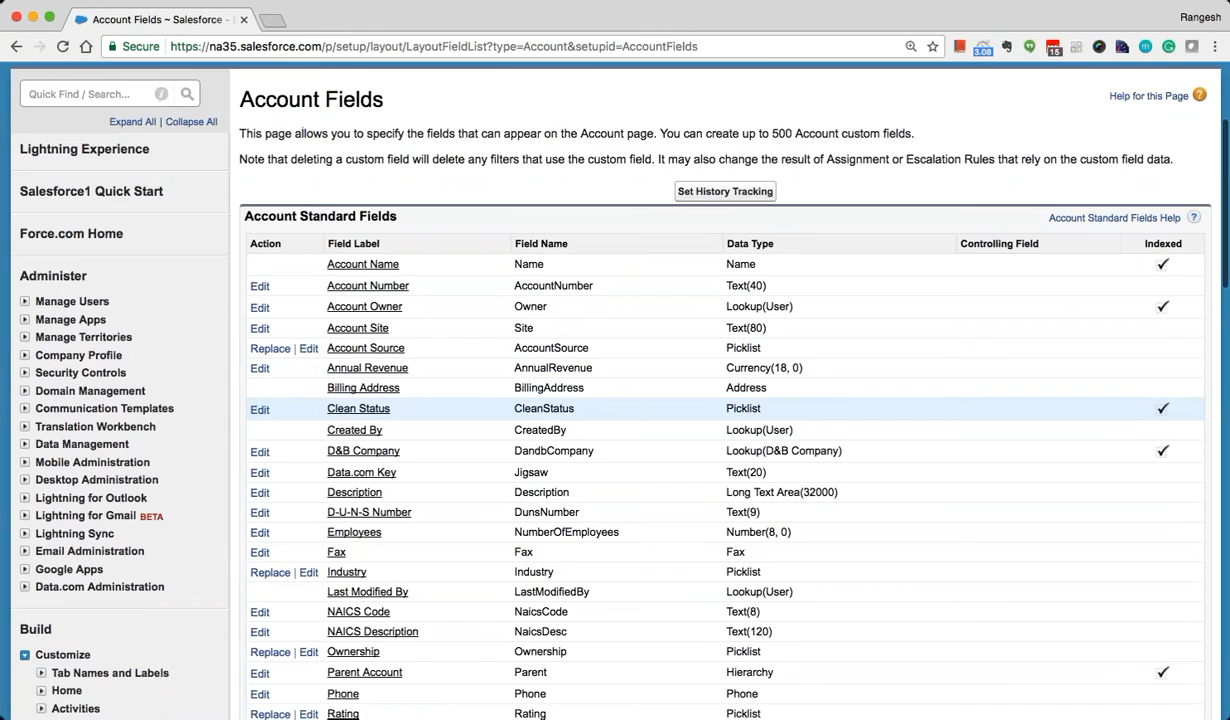 Account Fields ~ Salesforce -
Rangesh
Secure https://na35.salesforce.com/p/setup/layout/LayoutFieldList?type=Account&setupid=AccountFields
3.08
15
Quick Find / Search...
Expand All | Collapse All
Lightning Experience
Salesforce1 Quick Start
Force.com Home
Administer
Manage Users
Manage Apps
Manage Territories
Company Profile
Security Controls
Domain Management
Communication Templates
Translation Workbench
Data Management
Mobile Administration
Desktop Administration
Lightning for Outlook
Lightning for Gmail BETA
Lightning Sync
Email Administration
Google Apps
Data.com Administration
Build
Customize
Tab Names and Labels
Home
Activities
Account Fields
Help for this Page
This page allows you to specify the fields that can appear on the Account page. You can create up to 500 Account custom fields.
Note that deleting a custom field will delete any filters that use the custom field. It may also change the result of Assignment or Escalation Rules that rely on the custom field data.
Set History Tracking
Account Standard Fields
Account Standard Fields Help ?
Action Field Label Field Name Data Type Controlling Field Indexed
Account Name Name Name ✓
Edit Account Number AccountNumber Text(40)
Edit Account Owner Owner Lookup(User) ✓
Edit Account Site Site Text(80)
Replace | Edit Account Source AccountSource Picklist
Edit Annual Revenue AnnualRevenue Currency(18, 0)
Billing Address BillingAddress Address
Edit Clean Status CleanStatus Picklist ✓
Created By CreatedBy Lookup(User)
Edit D&B Company DandbCompany Lookup(D&B Company) ✓
Edit Data.com Key Jigsaw Text(20)
Edit Description Description Long Text Area(32000)
Edit D-U-N-S Number DunsNumber Text(9)
Edit Employees NumberOfEmployees Number(8, 0)
Edit Fax Fax Fax
Replace | Edit Industry Industry Picklist
Last Modified By LastModifiedBy Lookup(User)
Edit NAICS Code NaicsCode Text(8)
Edit NAICS Description NaicsDesc Text(120)
Replace | Edit Ownership Ownership Picklist
Edit Parent Account Parent Hierarchy ✓
Edit Phone Phone Phone
Replace | Edit Rating Rating Picklist